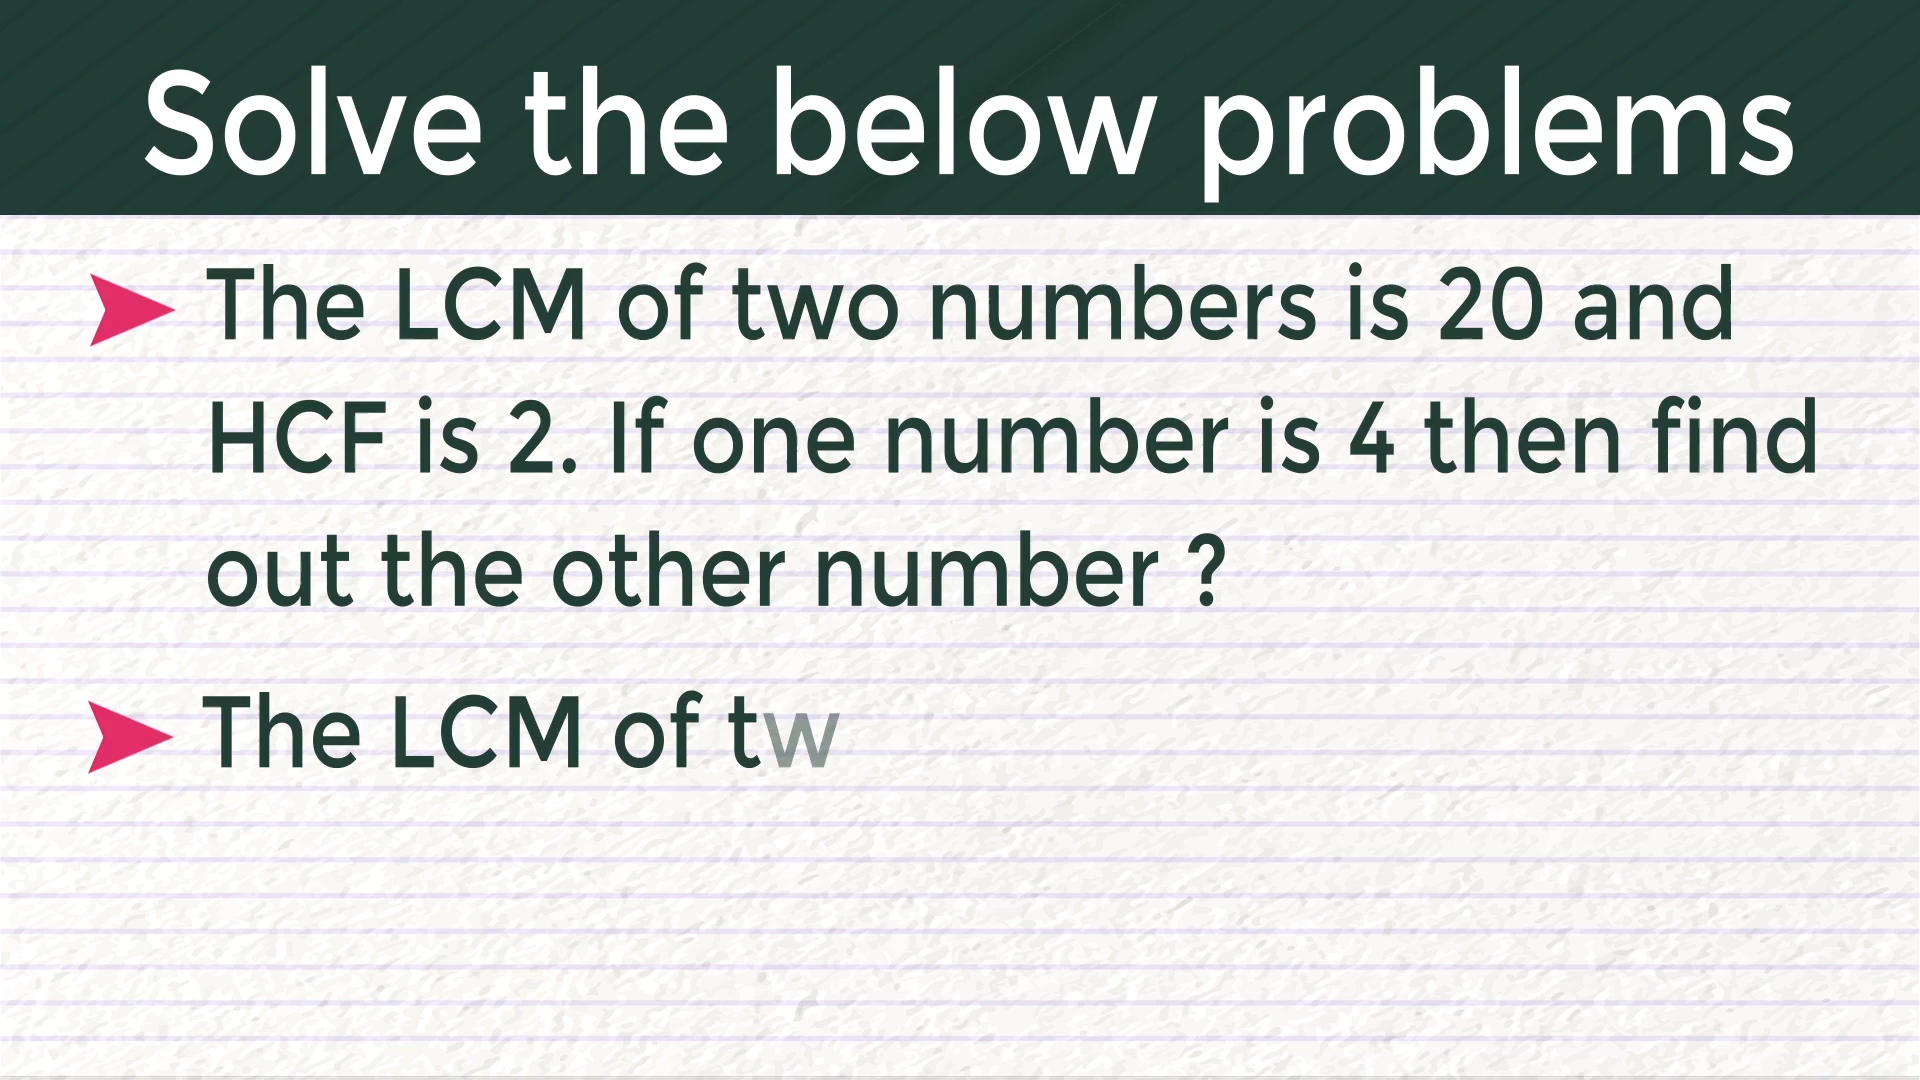 Solve the below problems
The LCM of two numbers is 20 and
HCF is 2. If one number is 4 then find
out the other number ?
The LCM of tw